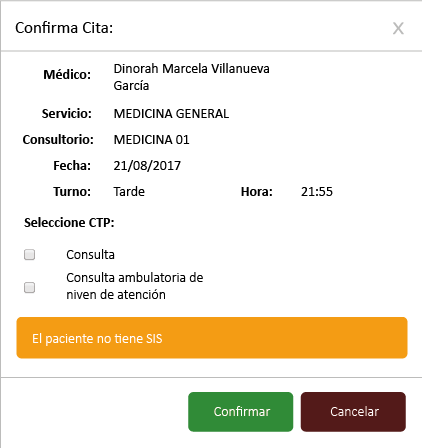 Confirma Cita:
X
Médico: Dinorah Marcela Villanueva
García
Servicio: MEDICINA GENERAL
Consultorio: MEDICINA 01
Fecha: 21/08/2017
Turno: Tarde Hora: 21:55
Seleccione CTP:
Consulta
Consulta ambulatoria de
niven de atención
El paciente no tiene SIS
Confirmar Cancelar